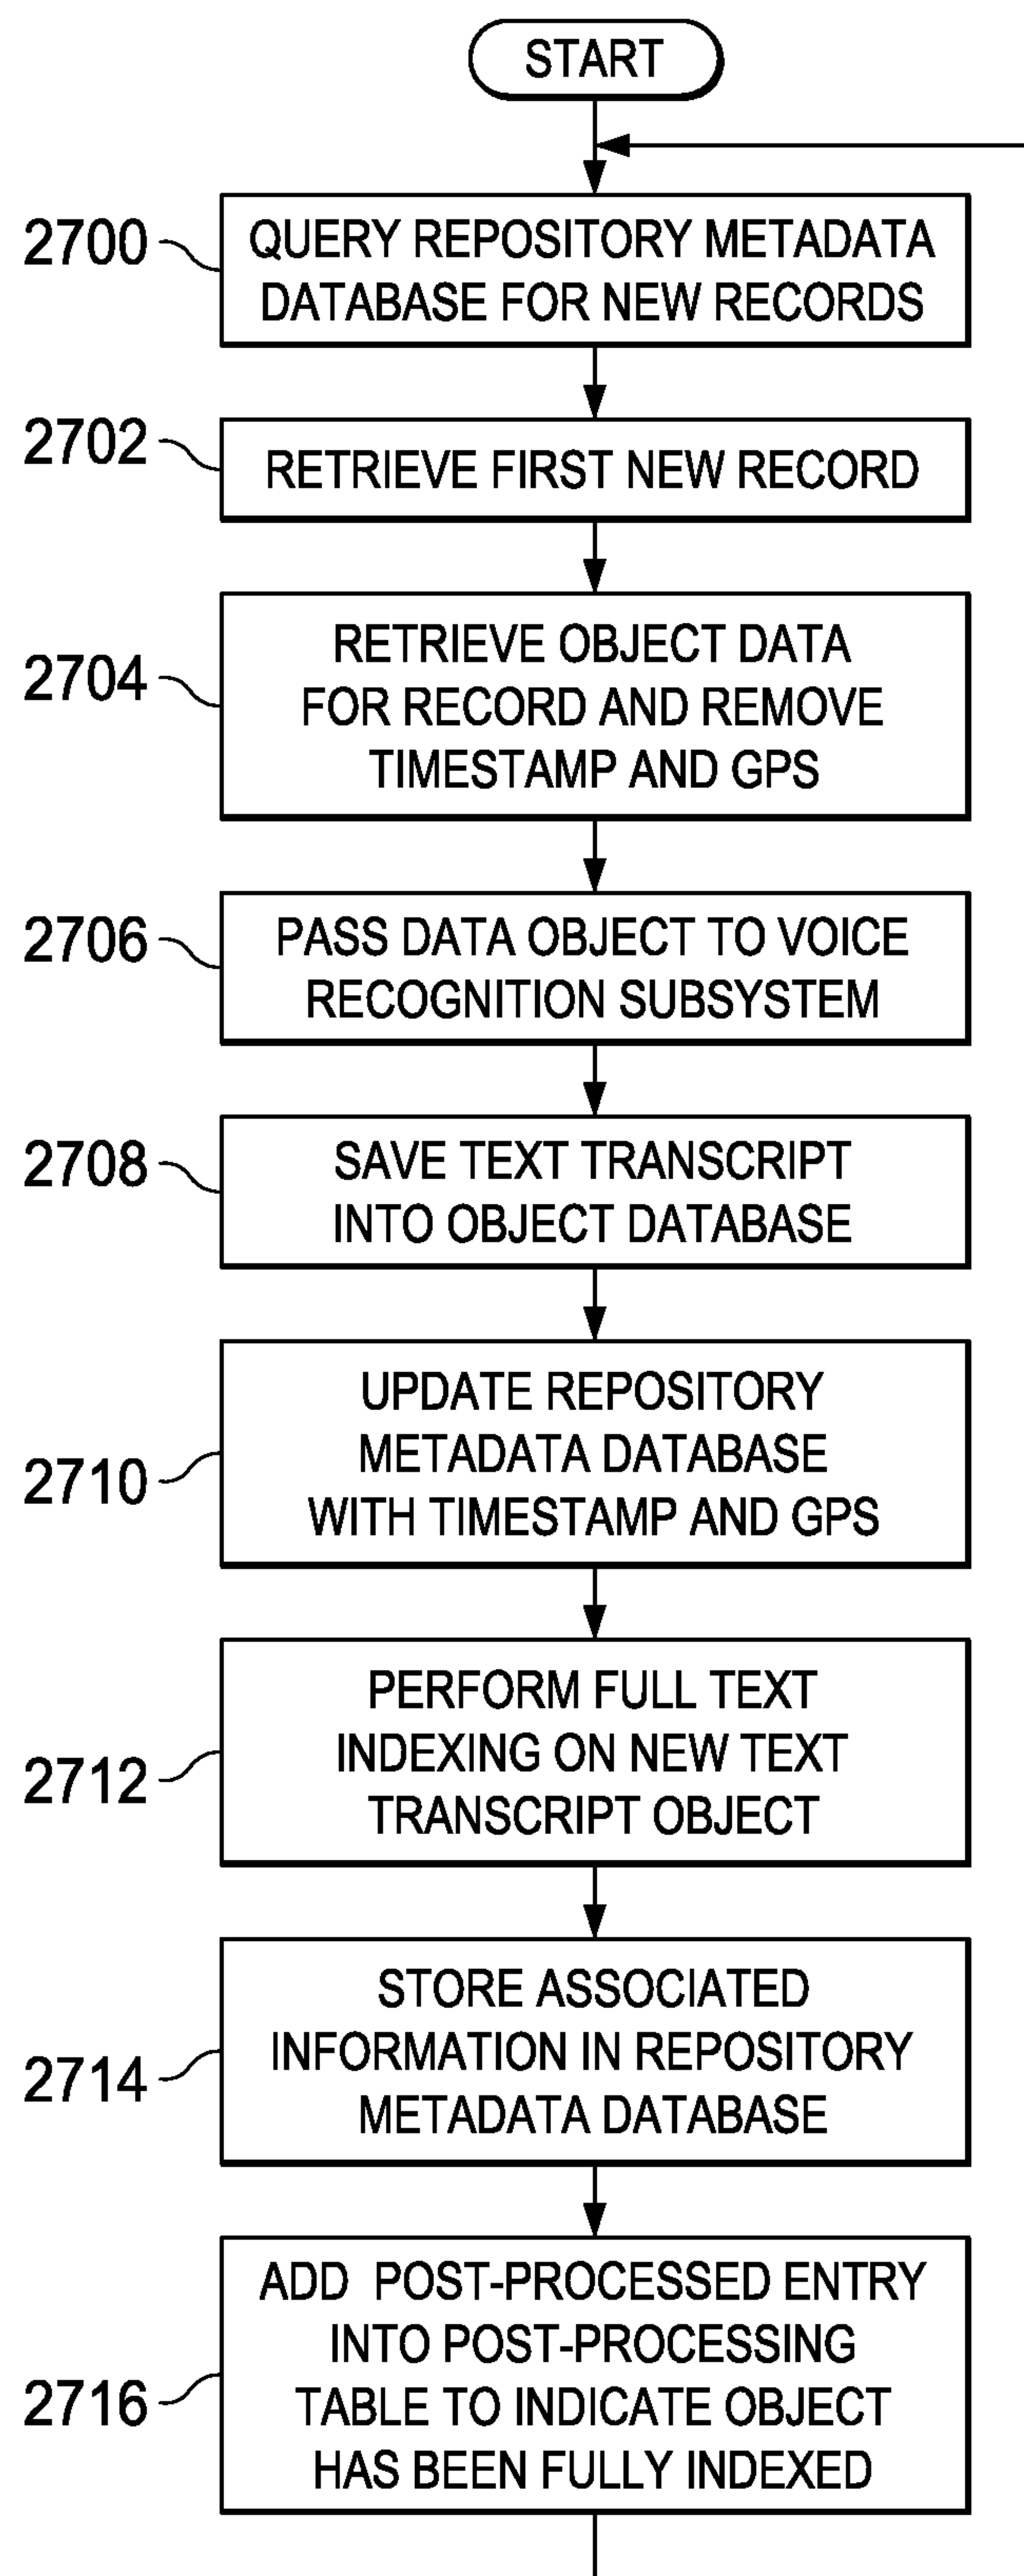 START
2700
QUERY REPOSITORY METADATA
DATABASE FOR NEW RECORDS
2702
RETRIEVE FIRST NEW RECORD
2704
RETRIEVE OBJECT DATA
FOR RECORD AND REMOVE
TIMESTAMP AND GPS
2706
PASS DATA OBJECT TO VOICE
RECOGNITION SUBSYSTEM
2708
SAVE TEXT TRANSCRIPT
INTO OBJECT DATABASE
2710
UPDATE REPOSITORY
METADATA DATABASE
WITH TIMESTAMP AND GPS
2712
PERFORM FULL TEXT
INDEXING ON NEW TEXT
TRANSCRIPT OBJECT
2714
STORE ASSOCIATED
INFORMATION IN REPOSITORY
METADATA DATABASE
2716
ADD POST-PROCESSED ENTRY
INTO POST-PROCESSING
TABLE TO INDICATE OBJECT
HAS BEEN FULLY INDEXED